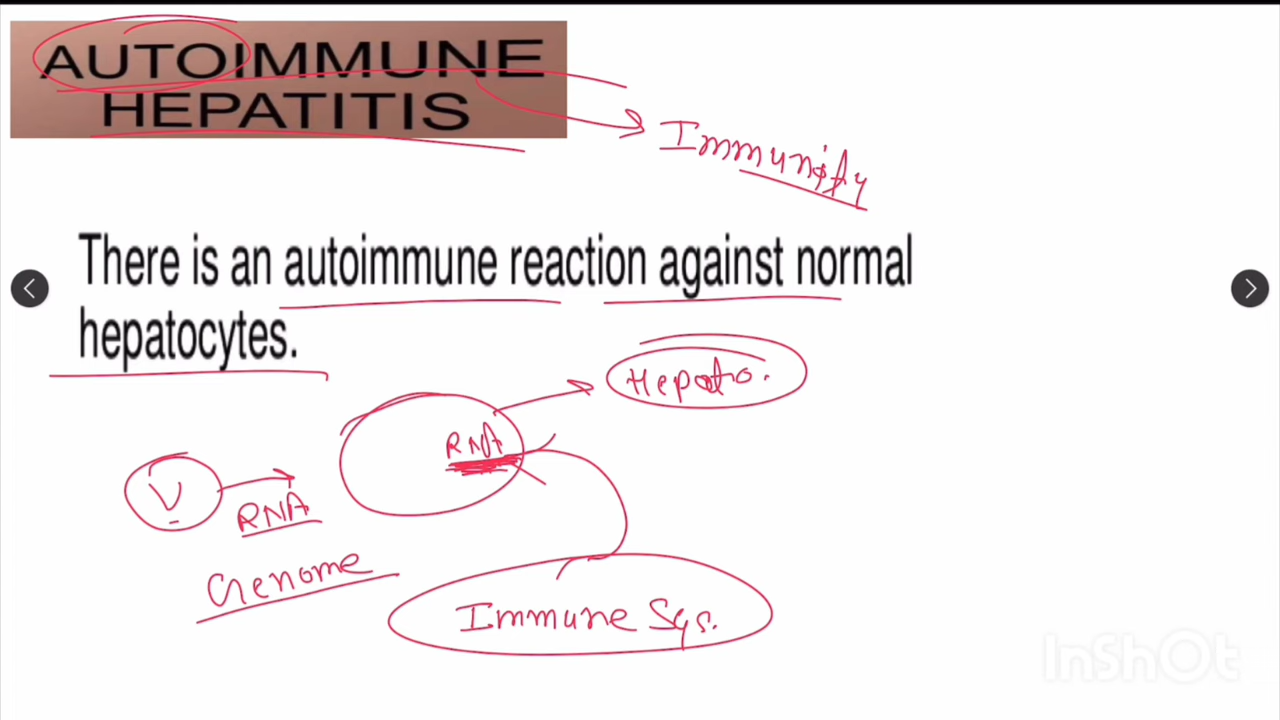 AUTOIMMUNE
HEPATITIS
Immunity
There is an autoimmune reaction against normal
hepatocytes.
Hepato.
RNA
V
RNA
Genome
Immune Sys.
InShOt